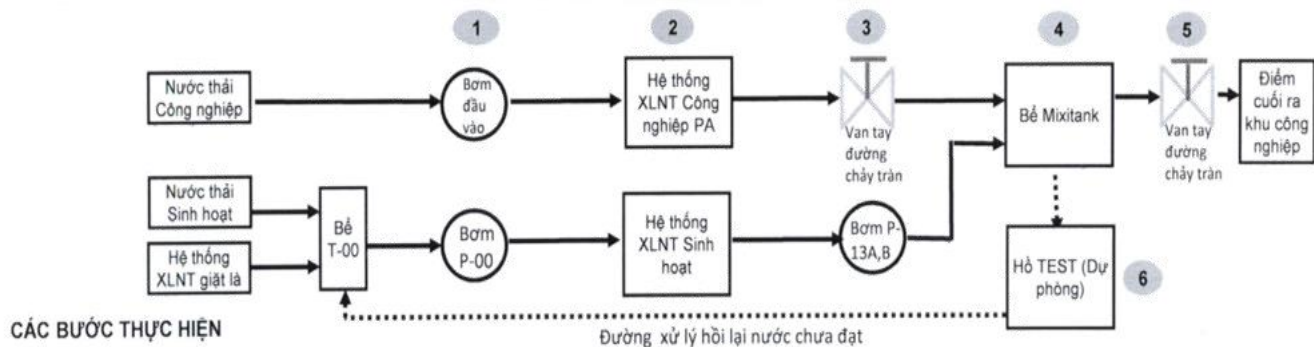 1
2
3
4
5
Nước thải
Công nghiệp
Bơm
đầu
vào
Hệ thống
XLNT Công
nghiệp PA
Van tay
đường
chảy tràn
Bể Mixitank
Van tay
đường
chảy tràn
Điểm
cuối ra
khu công
nghiệp
Nước thải
Sinh hoạt
Hệ thống
XLNT giặt là
Bể
T-00
Bơm
P-00
Hệ thống
XLNT Sinh
hoạt
Bơm P-
13A,B
Hồ TEST (Dự
phòng)
6
Đường xử lý hồi lại nước chưa đạt
CÁC BƯỚC THỰC HIỆN